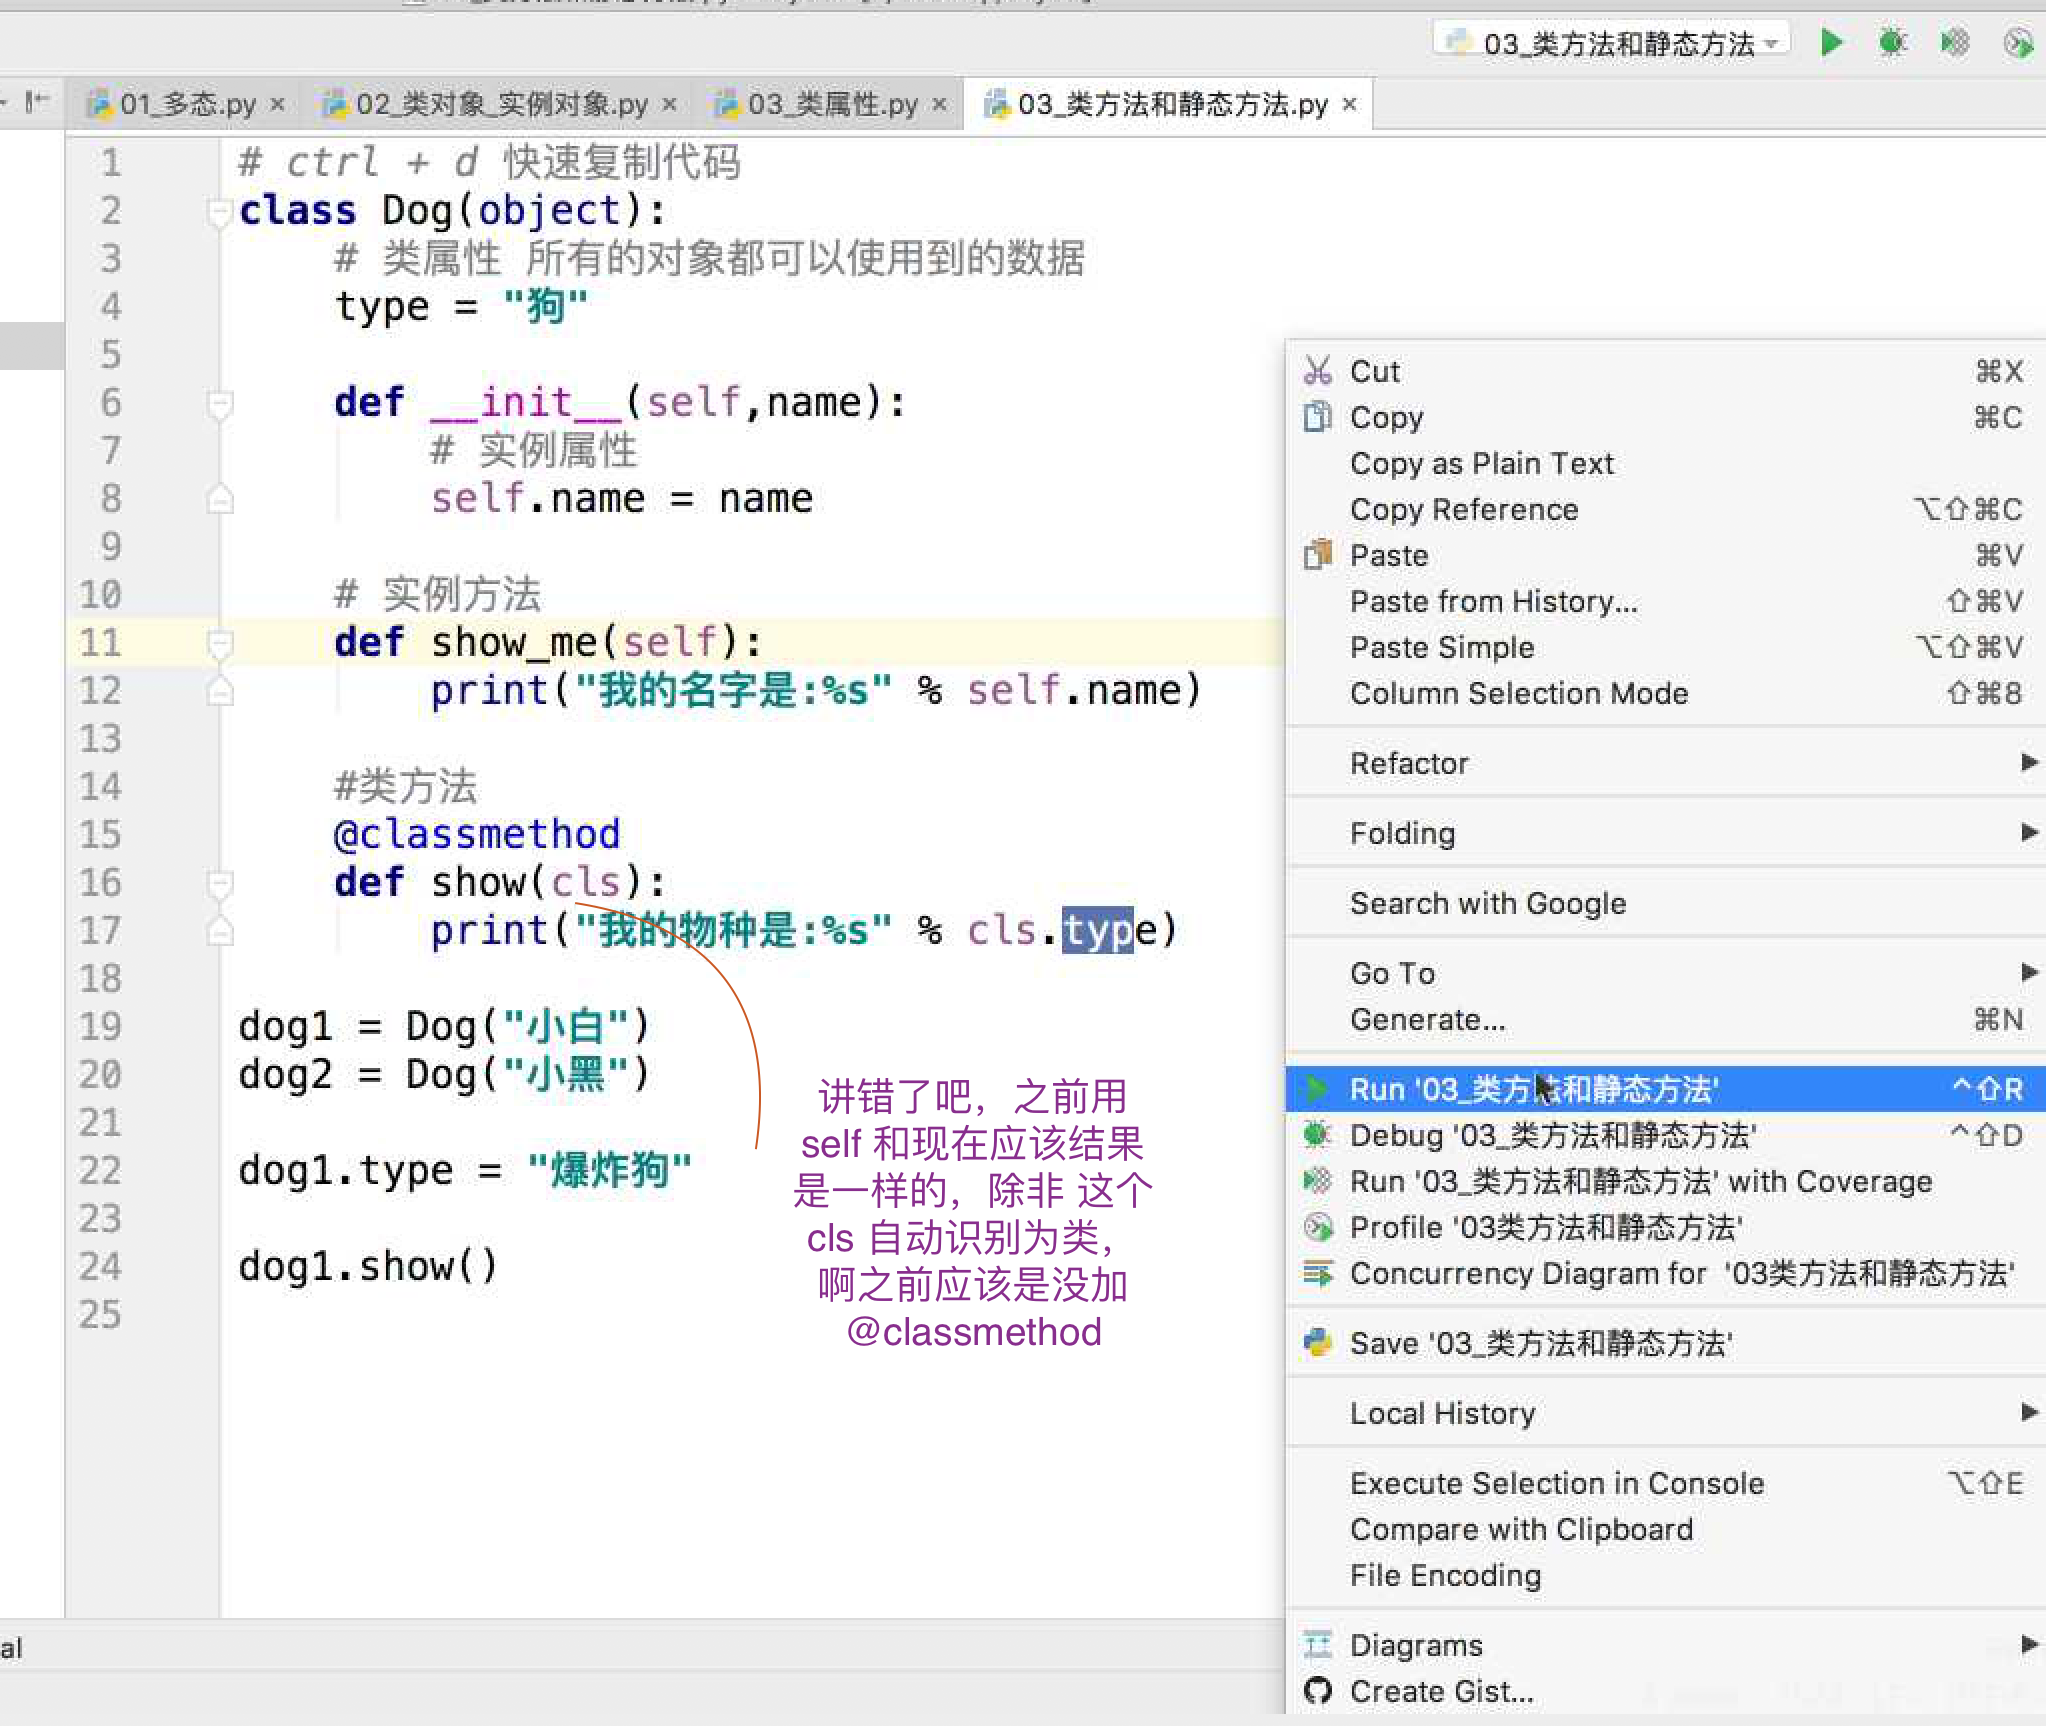 03_类方法和静态方法
01_多态.py × 02_类对象_实例对象.py × 03_类属性.py × 03_类方法和静态方法.py ×
1 # ctrl + d 快速复制代码
2 class Dog(object):
3 # 类属性 所有的对象都可以使用到的数据
4 type = "狗"
5
6 def __init__(self,name):
7 # 实例属性
8 self.name = name
9
10 # 实例方法
11 def show_me(self):
12 print("我的名字是:%s" % self.name)
13
14 #类方法
15 @classmethod
16 def show(cls):
17 print("我的物种是:%s" % cls.type)
18
19 dog1 = Dog("小白")
20 dog2 = Dog("小黑")
21
22 dog1.type = "爆炸狗"
23
24 dog1.show()
25
讲错了吧，之前用
self 和现在应该结果
是一样的，除非 这个
cls 自动识别为类，
啊之前应该是没加
@classmethod
Cut ⌘X
Copy ⌘C
Copy as Plain Text
Copy Reference ⌥⇧⌘C
Paste ⌘V
Paste from History... ⇧⌘V
Paste Simple ⌥⇧⌘V
Column Selection Mode ⇧⌘8
Refactor
Folding
Search with Google
Go To
Generate... ⌘N
Run '03_类方法和静态方法' ^⇧R
Debug '03_类方法和静态方法' ^⇧D
Run '03_类方法和静态方法' with Coverage
Profile '03类方法和静态方法'
Concurrency Diagram for '03类方法和静态方法'
Save '03_类方法和静态方法'
Local History
Execute Selection in Console ⌥⇧E
Compare with Clipboard
File Encoding
Diagrams
Create Gist...
al